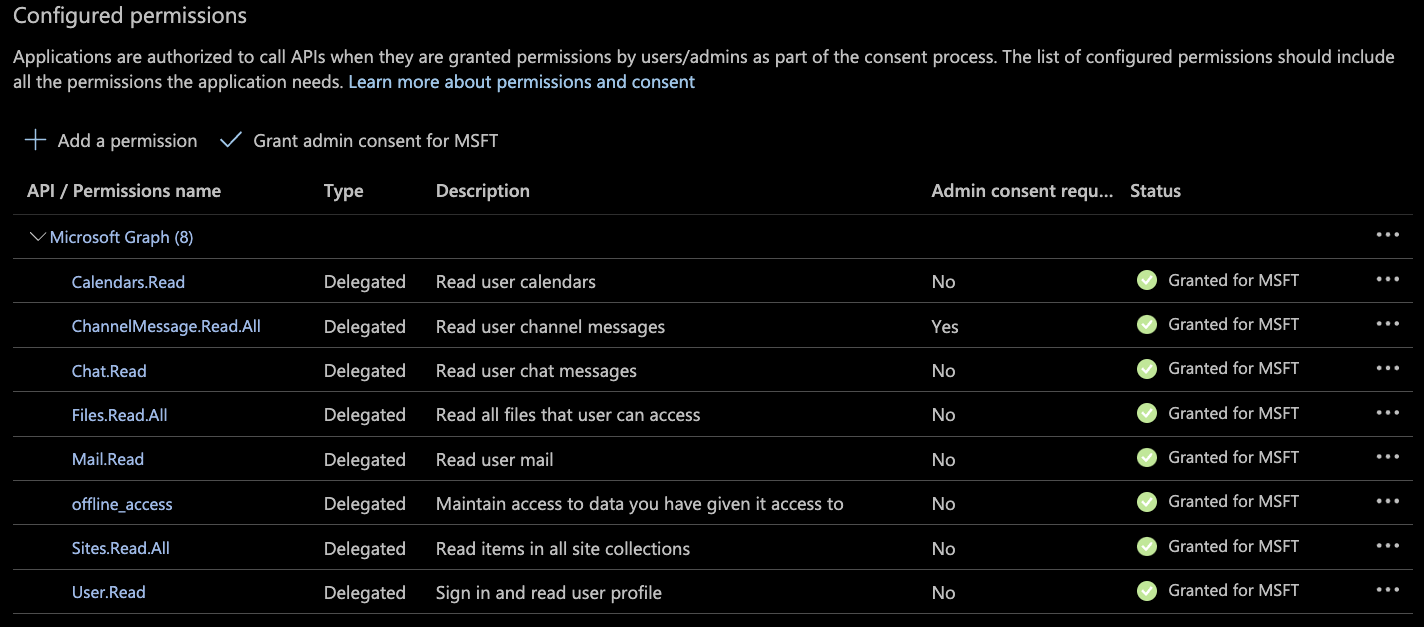 Configured permissions
Applications are authorized to call APIs when they are granted permissions by users/admins as part of the consent process. The list of configured permissions should include
all the permissions the application needs. Learn more about permissions and consent
Add a permission Grant admin consent for MSFT
API / Permissions name Type Description Admin consent requ... Status
Microsoft Graph (8)
Calendars.Read Delegated Read user calendars No Granted for MSFT
ChannelMessage.Read.All Delegated Read user channel messages Yes Granted for MSFT
Chat.Read Delegated Read user chat messages No Granted for MSFT
Files.Read.All Delegated Read all files that user can access No Granted for MSFT
Mail.Read Delegated Read user mail No Granted for MSFT
offline_access Delegated Maintain access to data you have given it access to No Granted for MSFT
Sites.Read.All Delegated Read items in all site collections No Granted for MSFT
User.Read Delegated Sign in and read user profile No Granted for MSFT